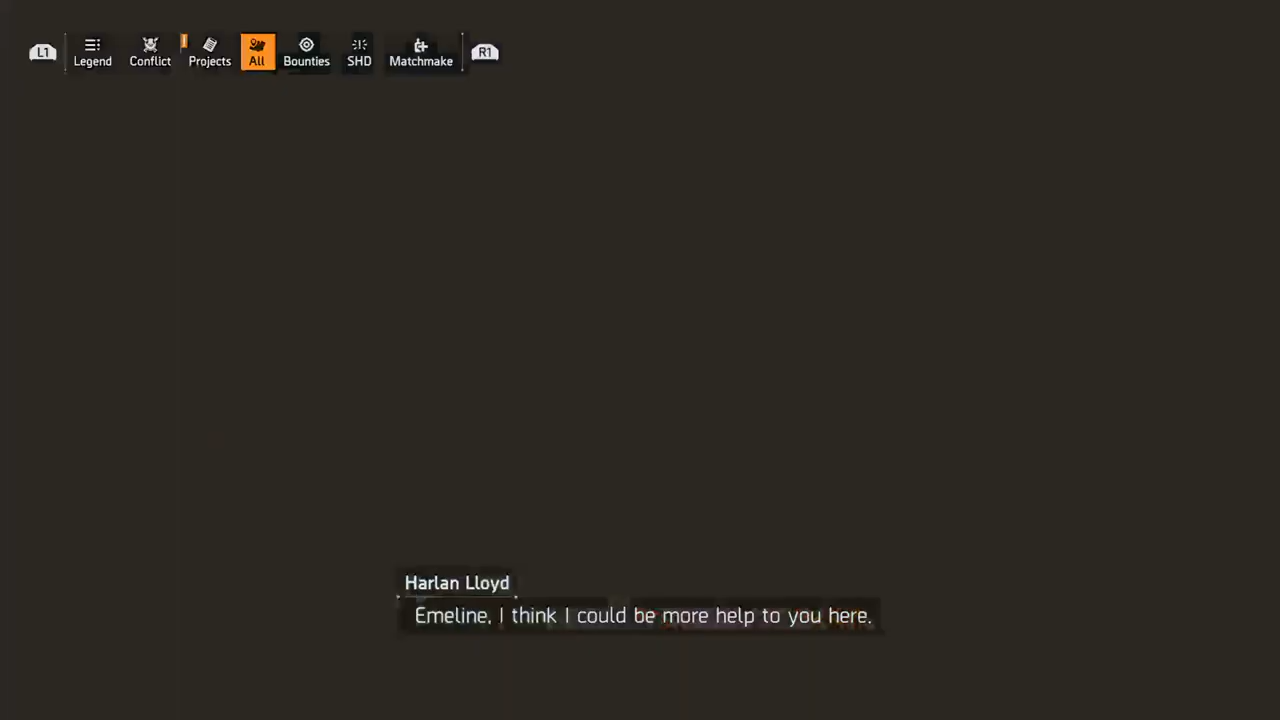 L1 Legend Conflict Projects All Bounties SHD Matchmake R1
Harlan Lloyd
Emeline, I think I could be more help to you here.